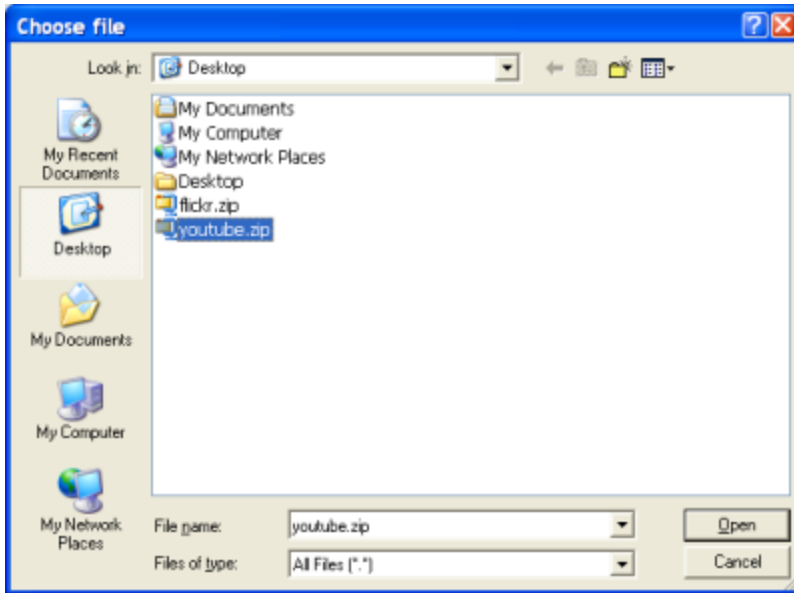 Choose file
Look in: Desktop
My Recent
Documents
Desktop
My Documents
My Computer
My Network
Places
My Documents
My Computer
My Network Places
Desktop
flickr.zip
youtube.zip
File name: youtube.zip Open
Files of type: All Files (*.*) Cancel